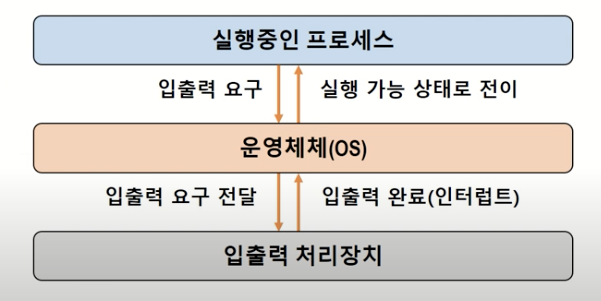 실행중인 프로세스
입출력 요구 실행 가능 상태로 전이
운영체체(OS)
입출력 요구 전달 입출력 완료(인터럽트)
입출력 처리장치